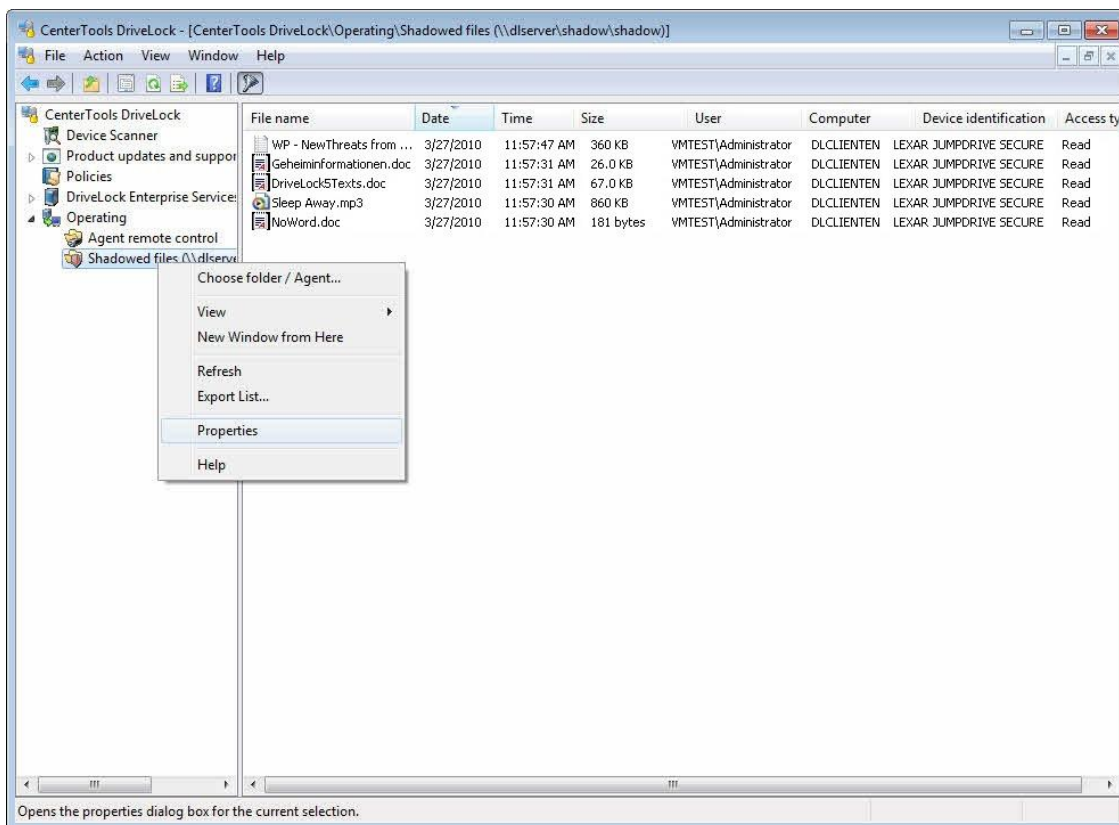 CenterTools DriveLock - [CenterTools DriveLock\Operating\Shadowed files (\\dlserver\shadow\shadow)]
File Action View Window Help
CenterTools DriveLock
Device Scanner
Product updates and suppor
Policies
DriveLock Enterprise Service
Operating
Agent remote control
Shadowed files (\\dlserve
File name Date Time Size User Computer Device identification Access ty
WP - NewThreats from ... 3/27/2010 11:57:47 AM 360 KB VMTEST\Administrator DLCLIENTEN LEXAR JUMPDRIVE SECURE Read
Geheiminformationen.doc 3/27/2010 11:57:31 AM 26.0 KB VMTEST\Administrator DLCLIENTEN LEXAR JUMPDRIVE SECURE Read
DriveLock5Texts.doc 3/27/2010 11:57:31 AM 67.0 KB VMTEST\Administrator DLCLIENTEN LEXAR JUMPDRIVE SECURE Read
Sleep Away.mp3 3/27/2010 11:57:30 AM 860 KB VMTEST\Administrator DLCLIENTEN LEXAR JUMPDRIVE SECURE Read
NoWord.doc 3/27/2010 11:57:30 AM 181 bytes VMTEST\Administrator DLCLIENTEN LEXAR JUMPDRIVE SECURE Read
Choose folder / Agent...
View
New Window from Here
Refresh
Export List...
Properties
Help
Opens the properties dialog box for the current selection.